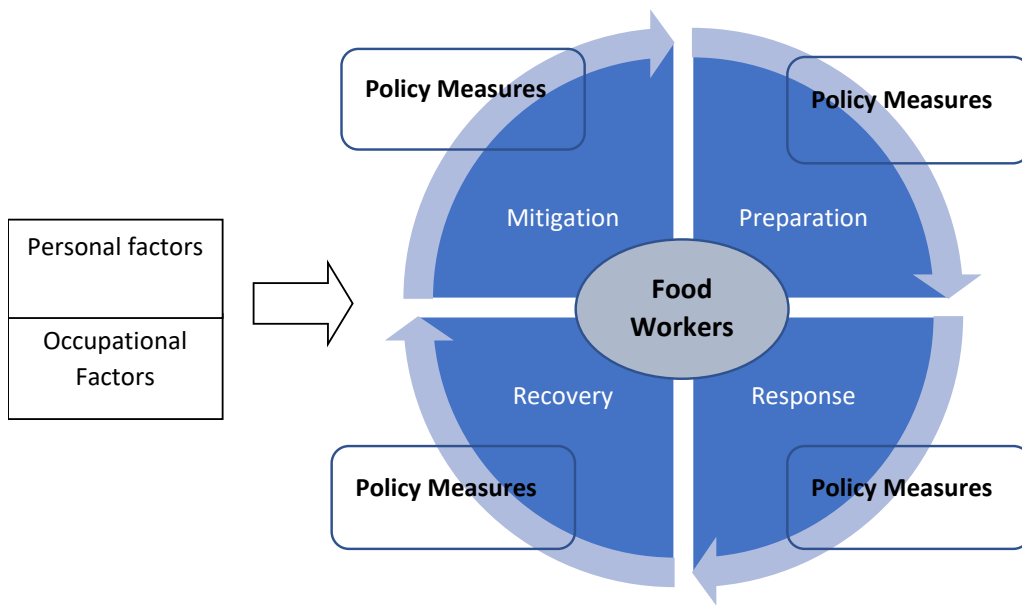 Policy Measures
Policy Measures
Mitigation
Preparation
Personal factors
Occupational
Factors
Food
Workers
Recovery
Response
Policy Measures
Policy Measures